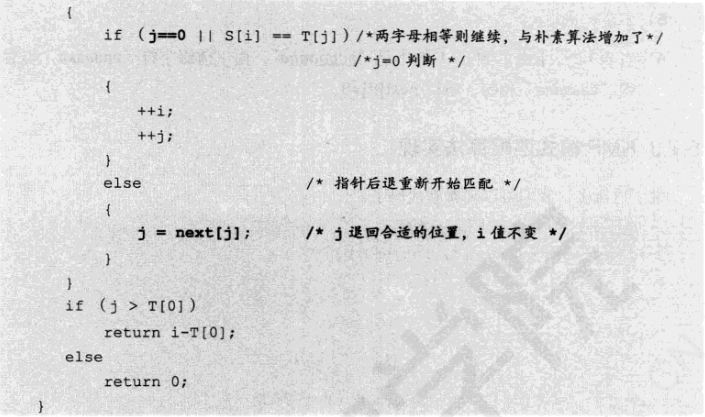 {
if (j==0 || S[i] == T[j])/*两字母相等则继续，与朴素算法增加了*/
/*j=0 判断 */
{
++i;
++j;
}
else /* 指针后退重新开始匹配 */
{
j = next[j]; /* j 退回合适的位置，i 值不变 */
}
}
if (j > T[0])
return i-T[0];
else
return 0;
}